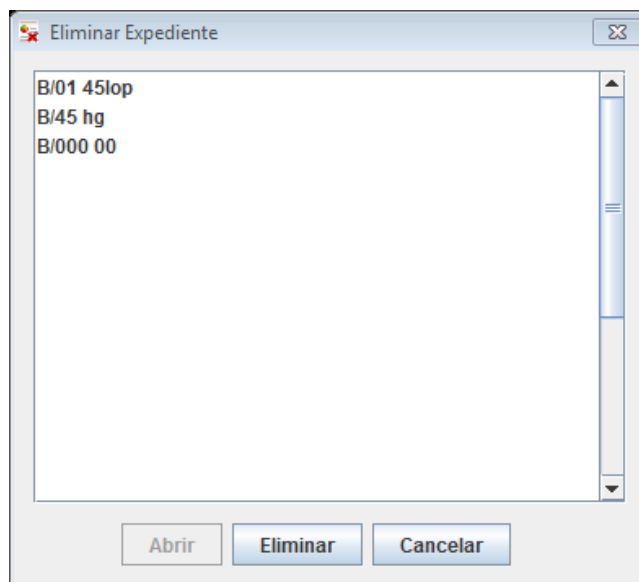 Eliminar Expediente
B/01 45lop
B/45 hg
B/000 00
Abrir Eliminar Cancelar